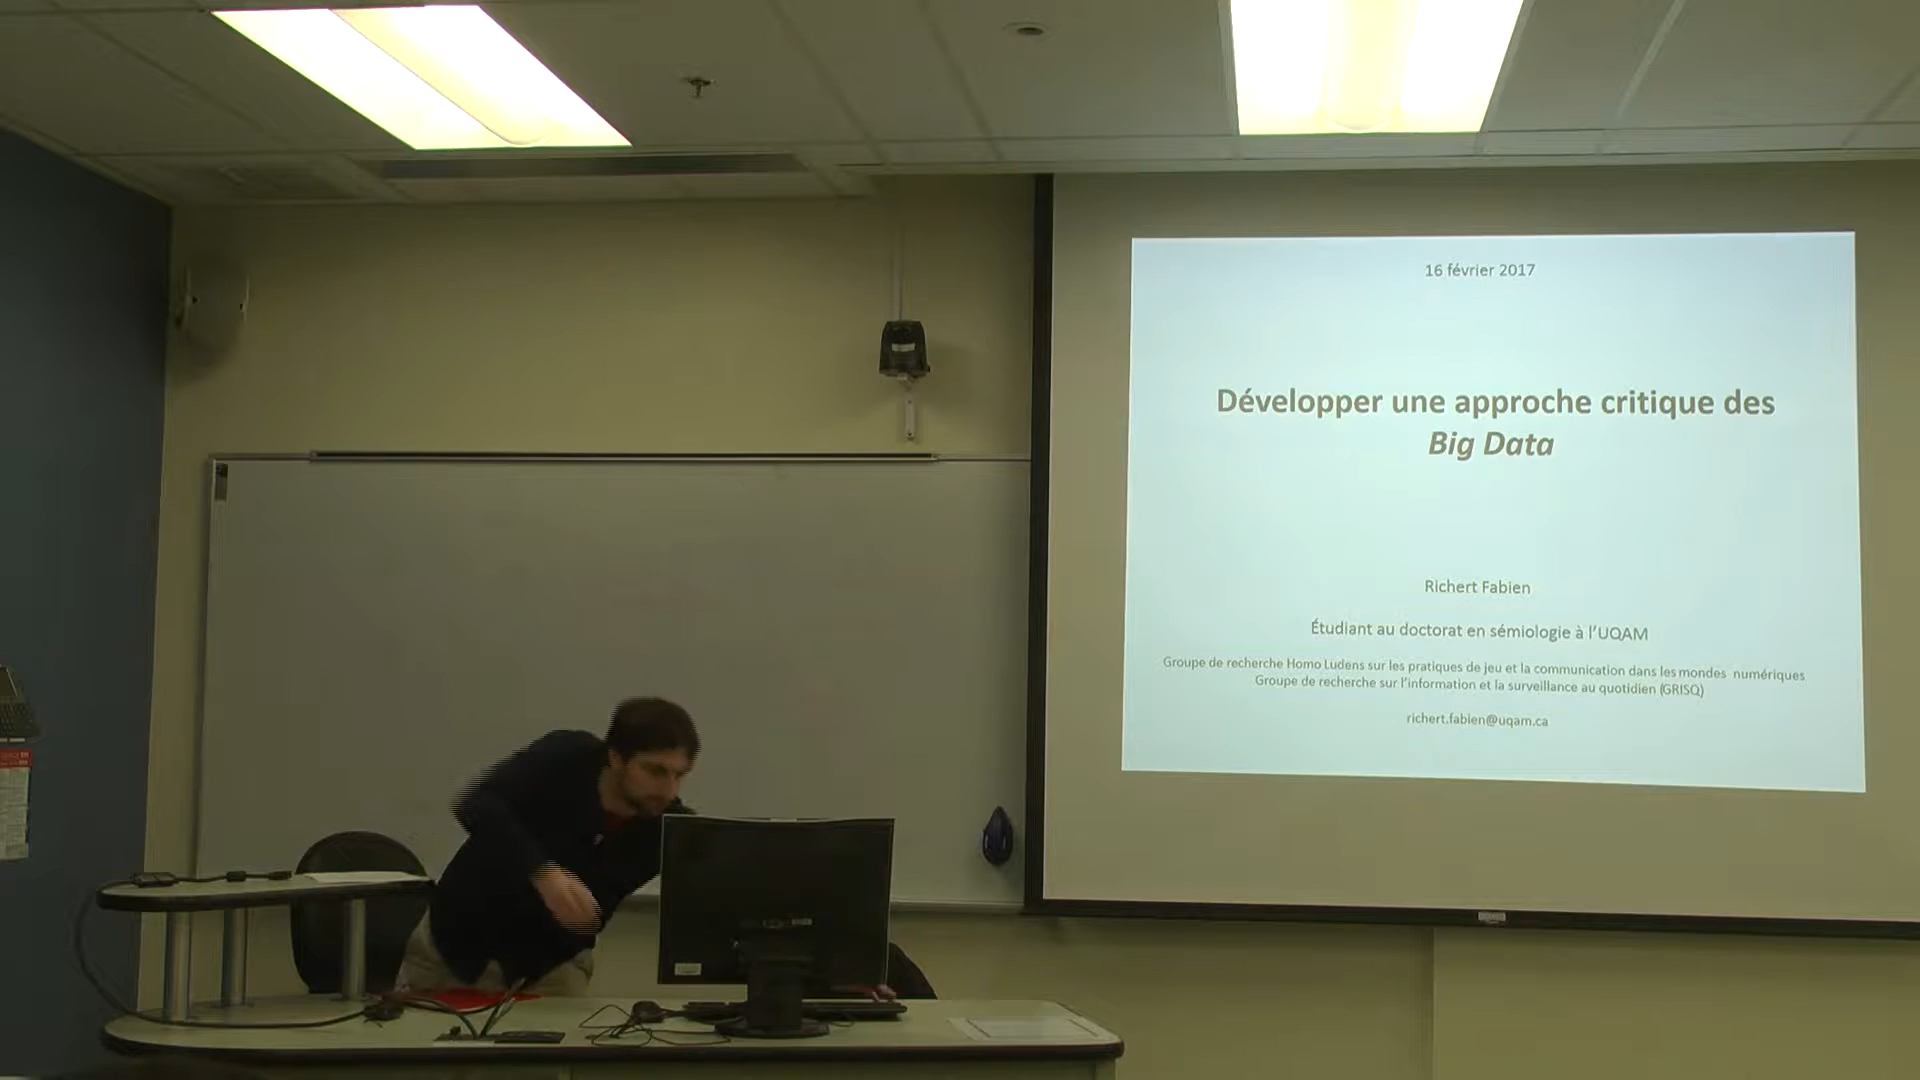 16 février 2017
Développer une approche critique des
Big Data
Richert Fabien
Étudiant au doctorat en sémiologie à l'UQAM
Groupe de recherche Homo Ludens sur les pratiques de jeu et la communication dans les mondes numériques
Groupe de recherche sur l'information et la surveillance au quotidien (GRISQ)
richert.fabien@uqam.ca